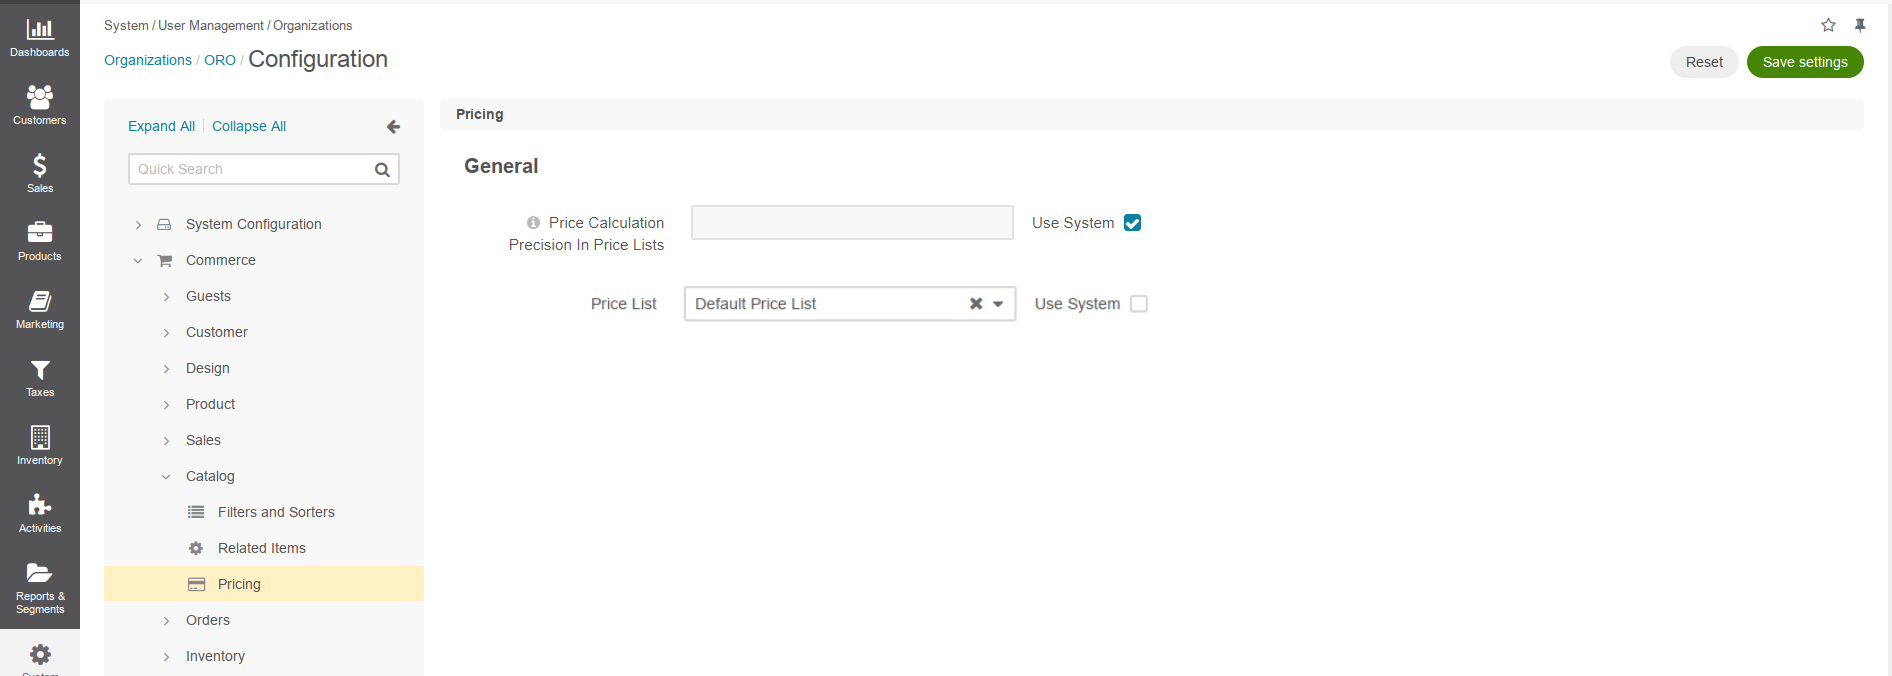 System / User Management / Organizations
Organizations / ORO / Configuration
Reset
Save settings
Dashboards
Customers
Sales
Products
Marketing
Taxes
Inventory
Activities
Reports &
Segments
System
Expand All
Collapse All
Quick Search
System Configuration
Commerce
Guests
Customer
Design
Product
Sales
Catalog
Filters and Sorters
Related Items
Pricing
Orders
Inventory
Pricing
General
Price Calculation
Precision In Price Lists
Use System
Price List
Default Price List
Use System